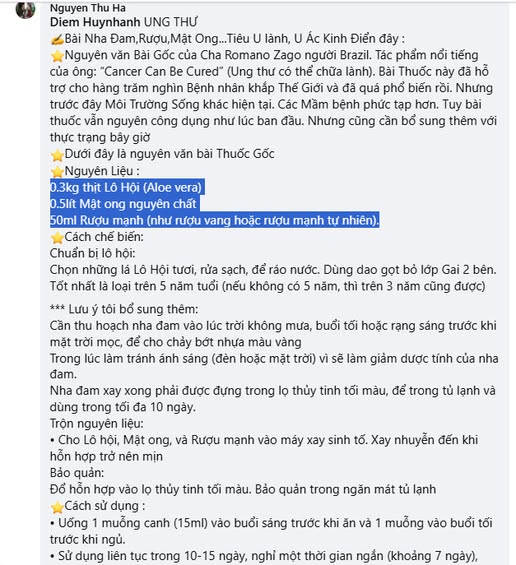 Nguyen Thu Ha
Diem Huynhanh UNG THƯ
✍️Bài Nha Đam,Rượu,Mật Ong...Tiêu U lành, U Ác Kinh Điển đây :
⭐Nguyên văn Bài Gốc của Cha Romano Zago người Brazil. Tác phẩm nổi tiếng
của ông: “Cancer Can Be Cured” (Ung thư có thể chữa lành). Bài Thuốc này đã hỗ
trợ cho hàng trăm nghìn Bệnh nhân khắp Thế Giới và đã quá phổ biến rồi. Nhưng
trước đây Môi Trường Sống khác hiện tại. Các Mầm bệnh phức tạp hơn. Tuy bài
thuốc vẫn nguyên công dụng như lúc ban đầu. Nhưng cũng cần bổ sung thêm với
thực trạng bây giờ
⭐Dưới đây là nguyên văn bài Thuốc Gốc
⭐Nguyên Liệu :
0.3kg thịt Lô Hội (Aloe vera)
0.5lít Mật ong nguyên chất
50ml Rượu mạnh (như rượu vang hoặc rượu mạnh tự nhiên).
⭐Cách chế biến:
Chuẩn bị lô hội:
Chọn những lá Lô Hội tươi, rửa sạch, để ráo nước. Dùng dao gọt bỏ lớp Gai 2 bên.
Tốt nhất là loại trên 5 năm tuổi (nếu không có 5 năm, thì trên 3 năm cũng được)
*** Lưu ý tôi bổ sung thêm:
Cần thu hoạch nha đam vào lúc trời không mưa, buổi tối hoặc rạng sáng trước khi
mặt trời mọc, để cho chảy bớt nhựa màu vàng
Trong lúc làm tránh ánh sáng (đèn hoặc mặt trời) vì sẽ làm giảm dược tính của nha
đam.
Nha đam xay xong phải được đựng trong lọ thủy tinh tối màu, để trong tủ lạnh và
dùng trong tối đa 10 ngày.
Trộn nguyên liệu:
• Cho Lô hội, Mật ong, và Rượu mạnh vào máy xay sinh tố. Xay nhuyễn đến khi
hỗn hợp trở nên mịn
Bảo quản:
Đổ hỗn hợp vào lọ thủy tinh tối màu. Bảo quản trong ngăn mát tủ lạnh
⭐Cách sử dụng :
• Uống 1 muỗng canh (15ml) vào buổi sáng trước khi ăn và 1 muỗng vào buổi tối
trước khi ngủ.
• Sử dụng liên tục trong 10-15 ngày, nghỉ một thời gian ngắn (khoảng 7 ngày),